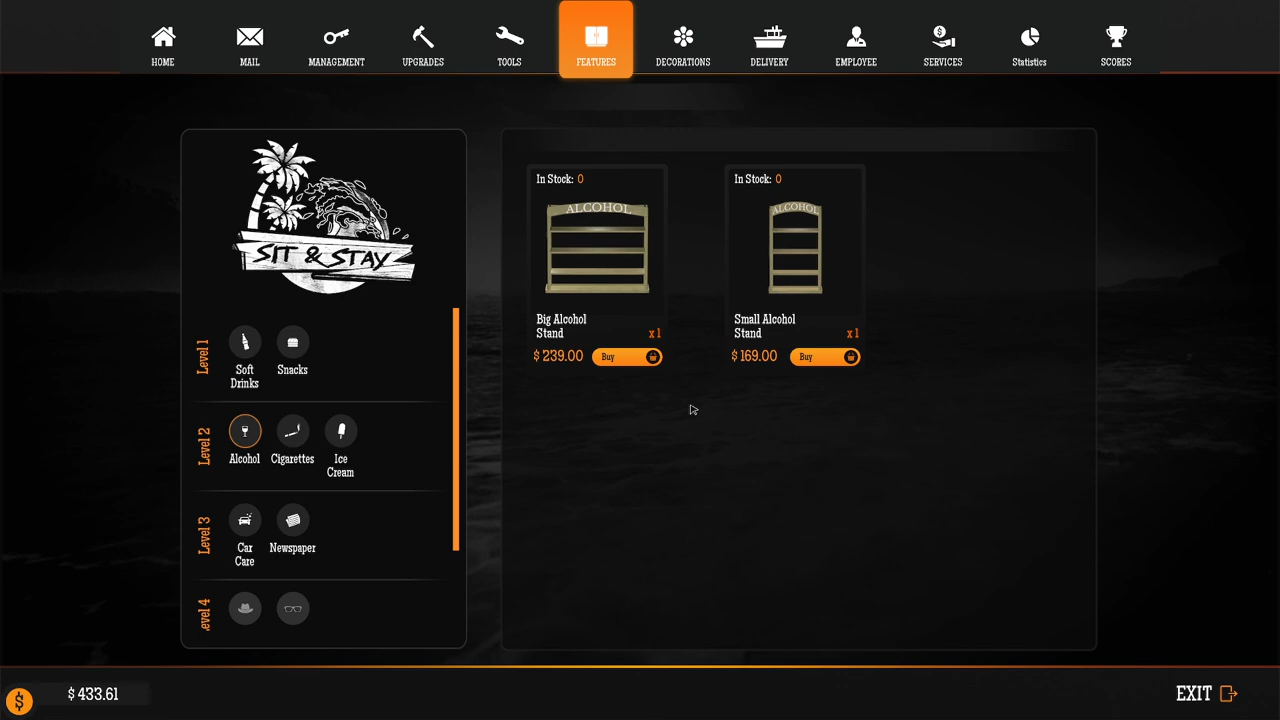 HOME
MAIL
MANAGEMENT
UPGRADES
TOOLS
FEATURES
DECORATIONS
DELIVERY
EMPLOYEE
SERVICES
Statistics
SCORES
SIT & STAY
Level 1
Soft
Drinks
Snacks
Level 2
Alcohol
Cigarettes
Ice
Cream
Level 3
Car
Care
Newspaper
evel 4
In Stock: 0
ALCOHOL
Big Alcohol
Stand
x 1
$ 239.00
Buy
In Stock: 0
ALCOHOL
Small Alcohol
Stand
x 1
$ 169.00
Buy
$
$ 433.61
EXIT